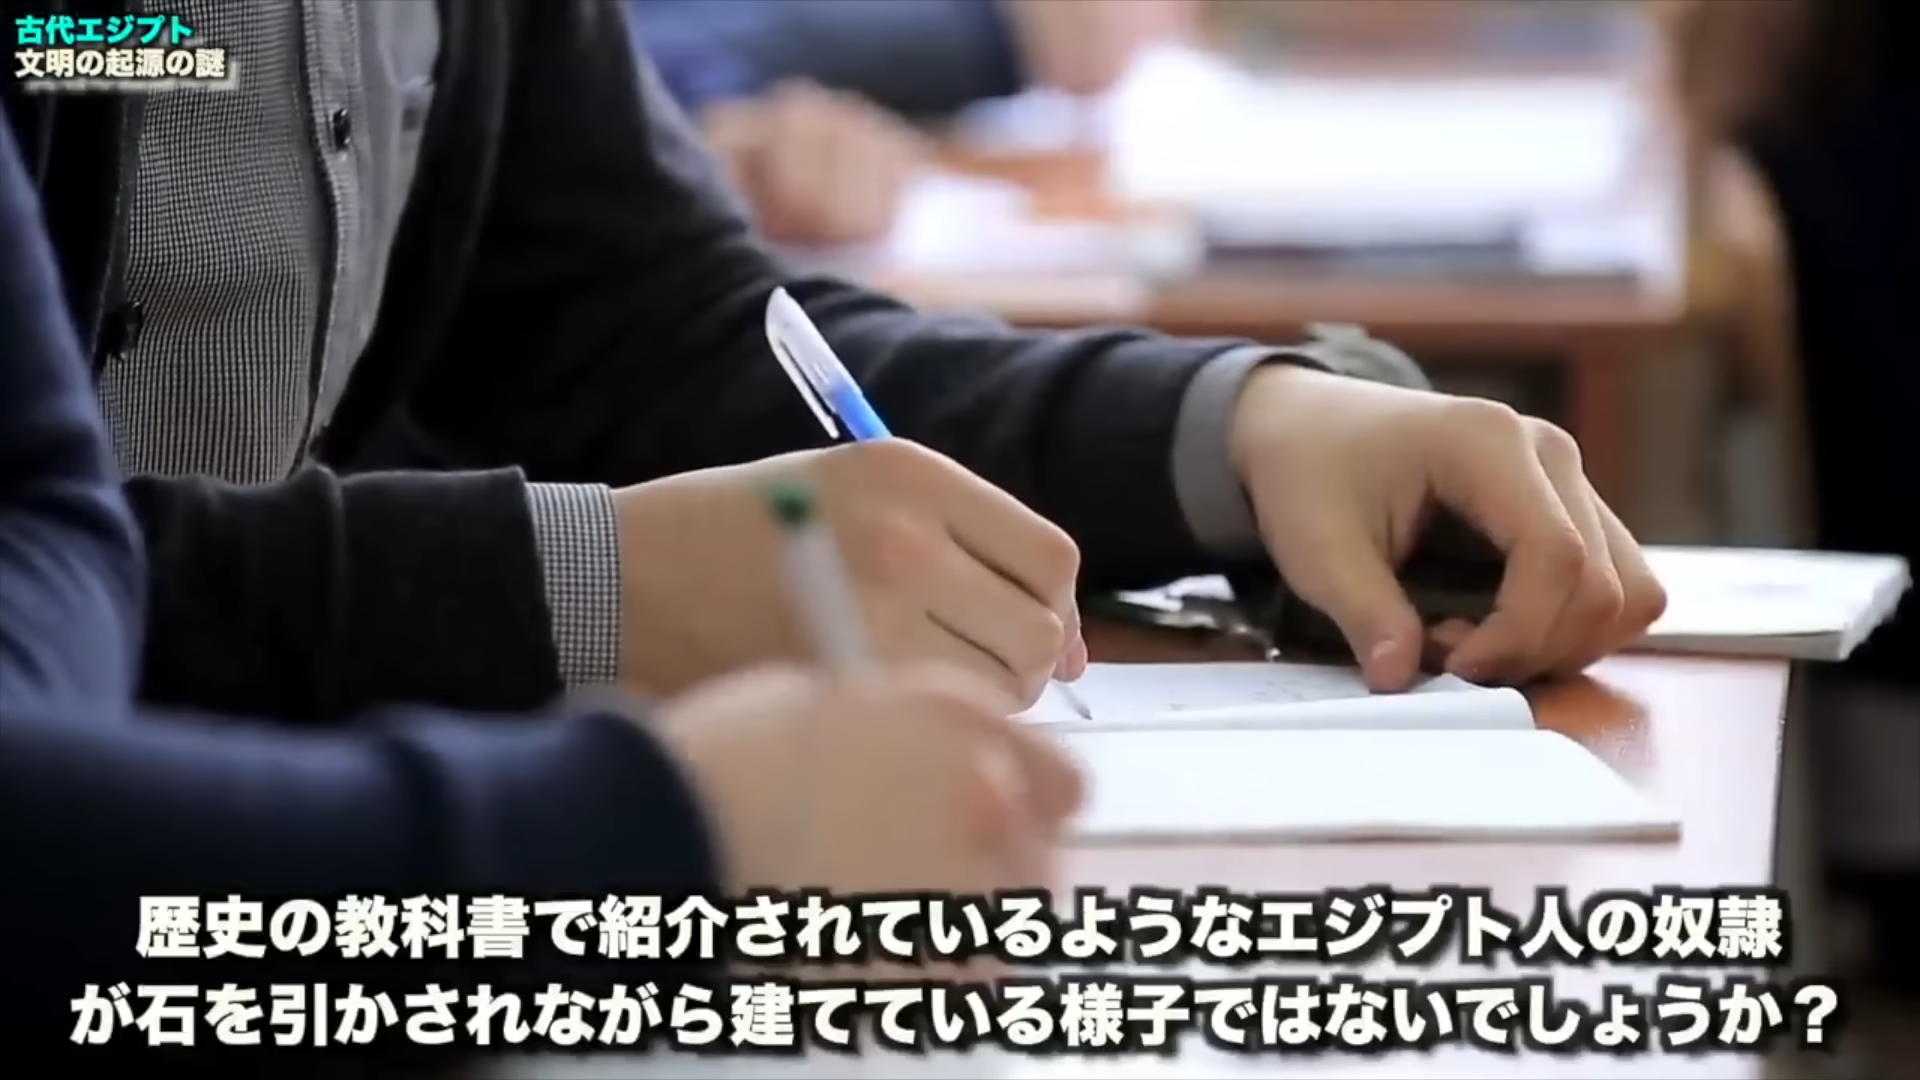 古代エジプト
文明の起源の謎
歴史の教科書で紹介されているようなエジプト人の奴隷
が石を引かされながら建てている様子ではないでしょうか？